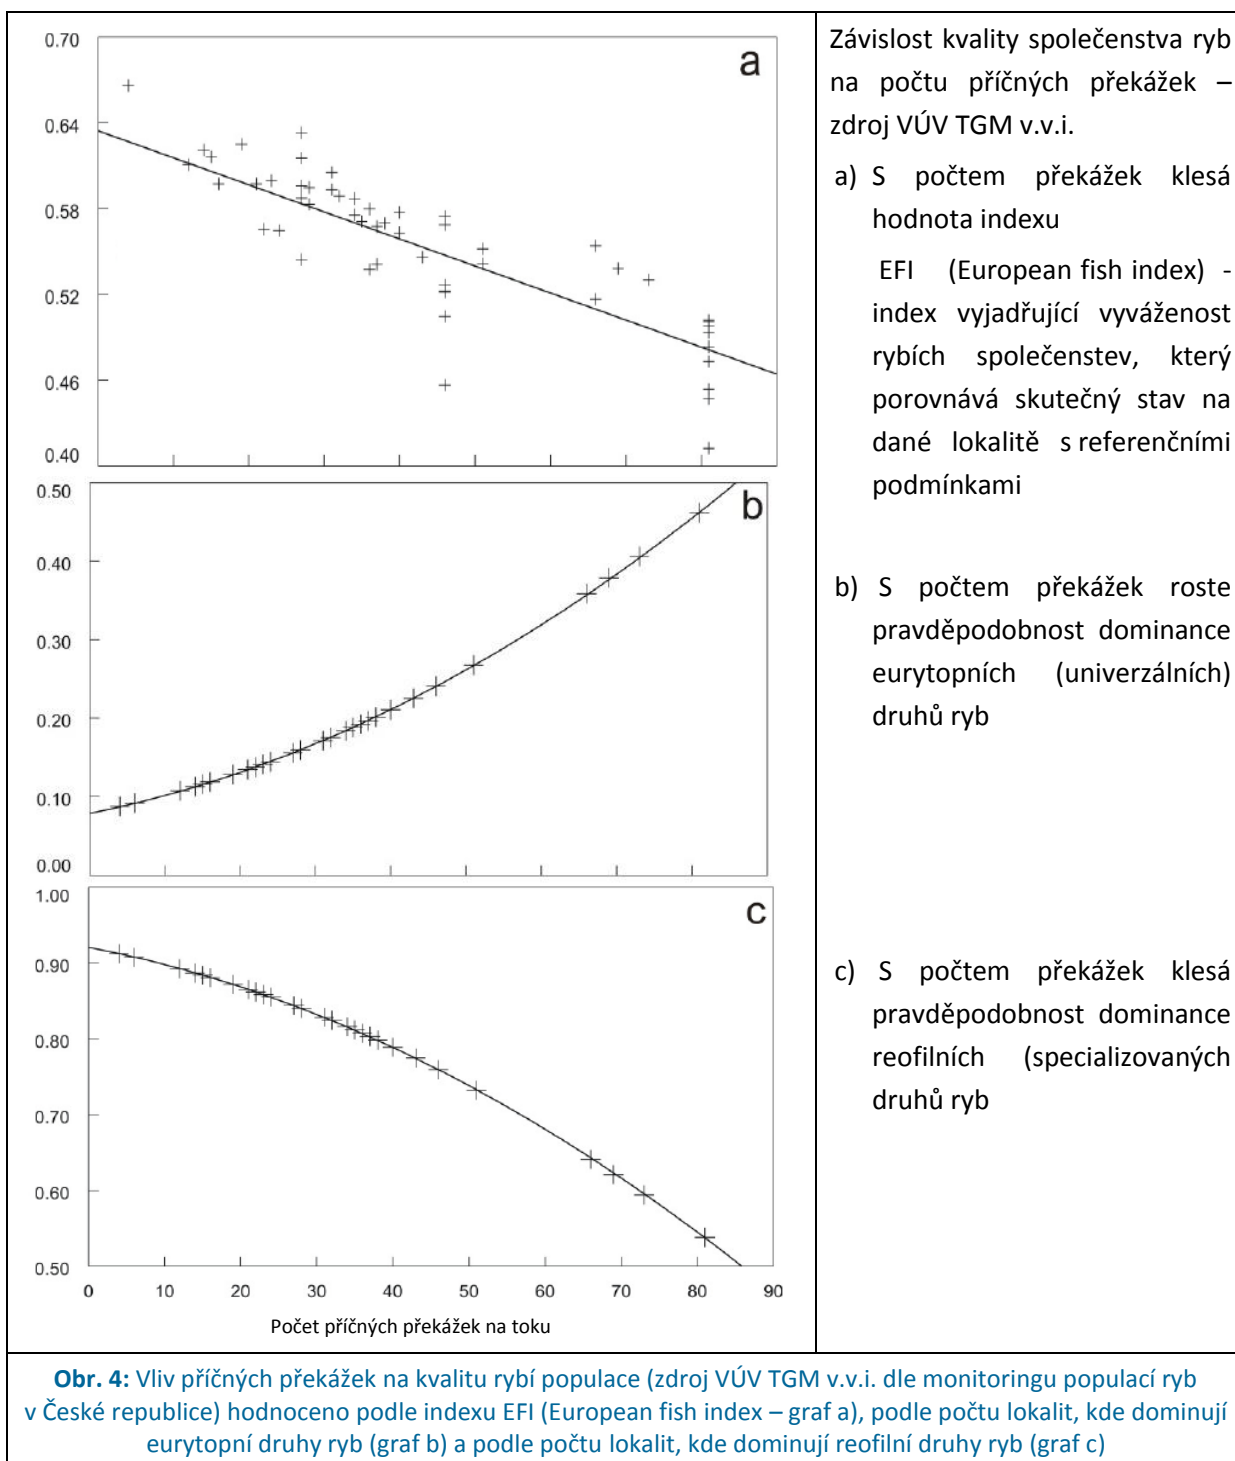 a
0.70
0.64
0.58
0.52
0.46
0.40
b
0.50
0.40
0.30
0.20
0.10
0.00
c
1.00
0.90
0.80
0.70
0.60
0.50
0 10 20 30 40 50 60 70 80 90
Počet příčných překážek na toku
Závislost kvality společenstva ryb
na počtu příčných překážek –
zdroj VÚV TGM v.v.i.
a) S počtem překážek klesá
hodnota indexu
EFI (European fish index) -
index vyjadřující vyváženost
rybích společenstev, který
porovnává skutečný stav na
dané lokalitě s referenčními
podmínkami
b) S počtem překážek roste
pravděpodobnost dominance
eurytopních (univerzálních)
druhů ryb
c) S počtem překážek klesá
pravděpodobnost dominance
reofilních (specializovaných
druhů ryb
Obr. 4: Vliv příčných překážek na kvalitu rybí populace (zdroj VÚV TGM v.v.i. dle monitoringu populací ryb
v České republice) hodnoceno podle indexu EFI (European fish index – graf a), podle počtu lokalit, kde dominují
eurytopní druhy ryb (graf b) a podle počtu lokalit, kde dominují reofilní druhy ryb (graf c)